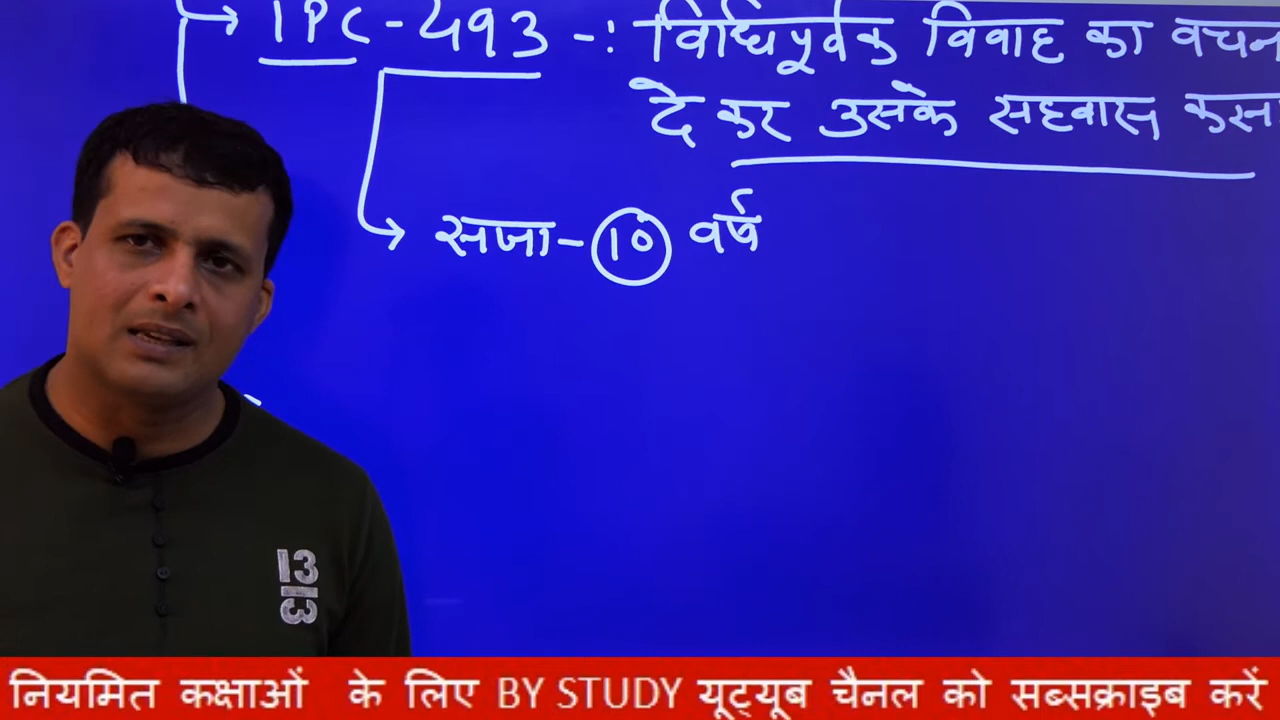 IPC-493 -: विधिपूर्वक विवाह का वचन
दे कर उसके सहवास करना
सजा-10 वर्ष
13
13
नियमित कक्षाओं के लिए BY STUDY यूट्यूब चैनल को सब्सक्राइब करें